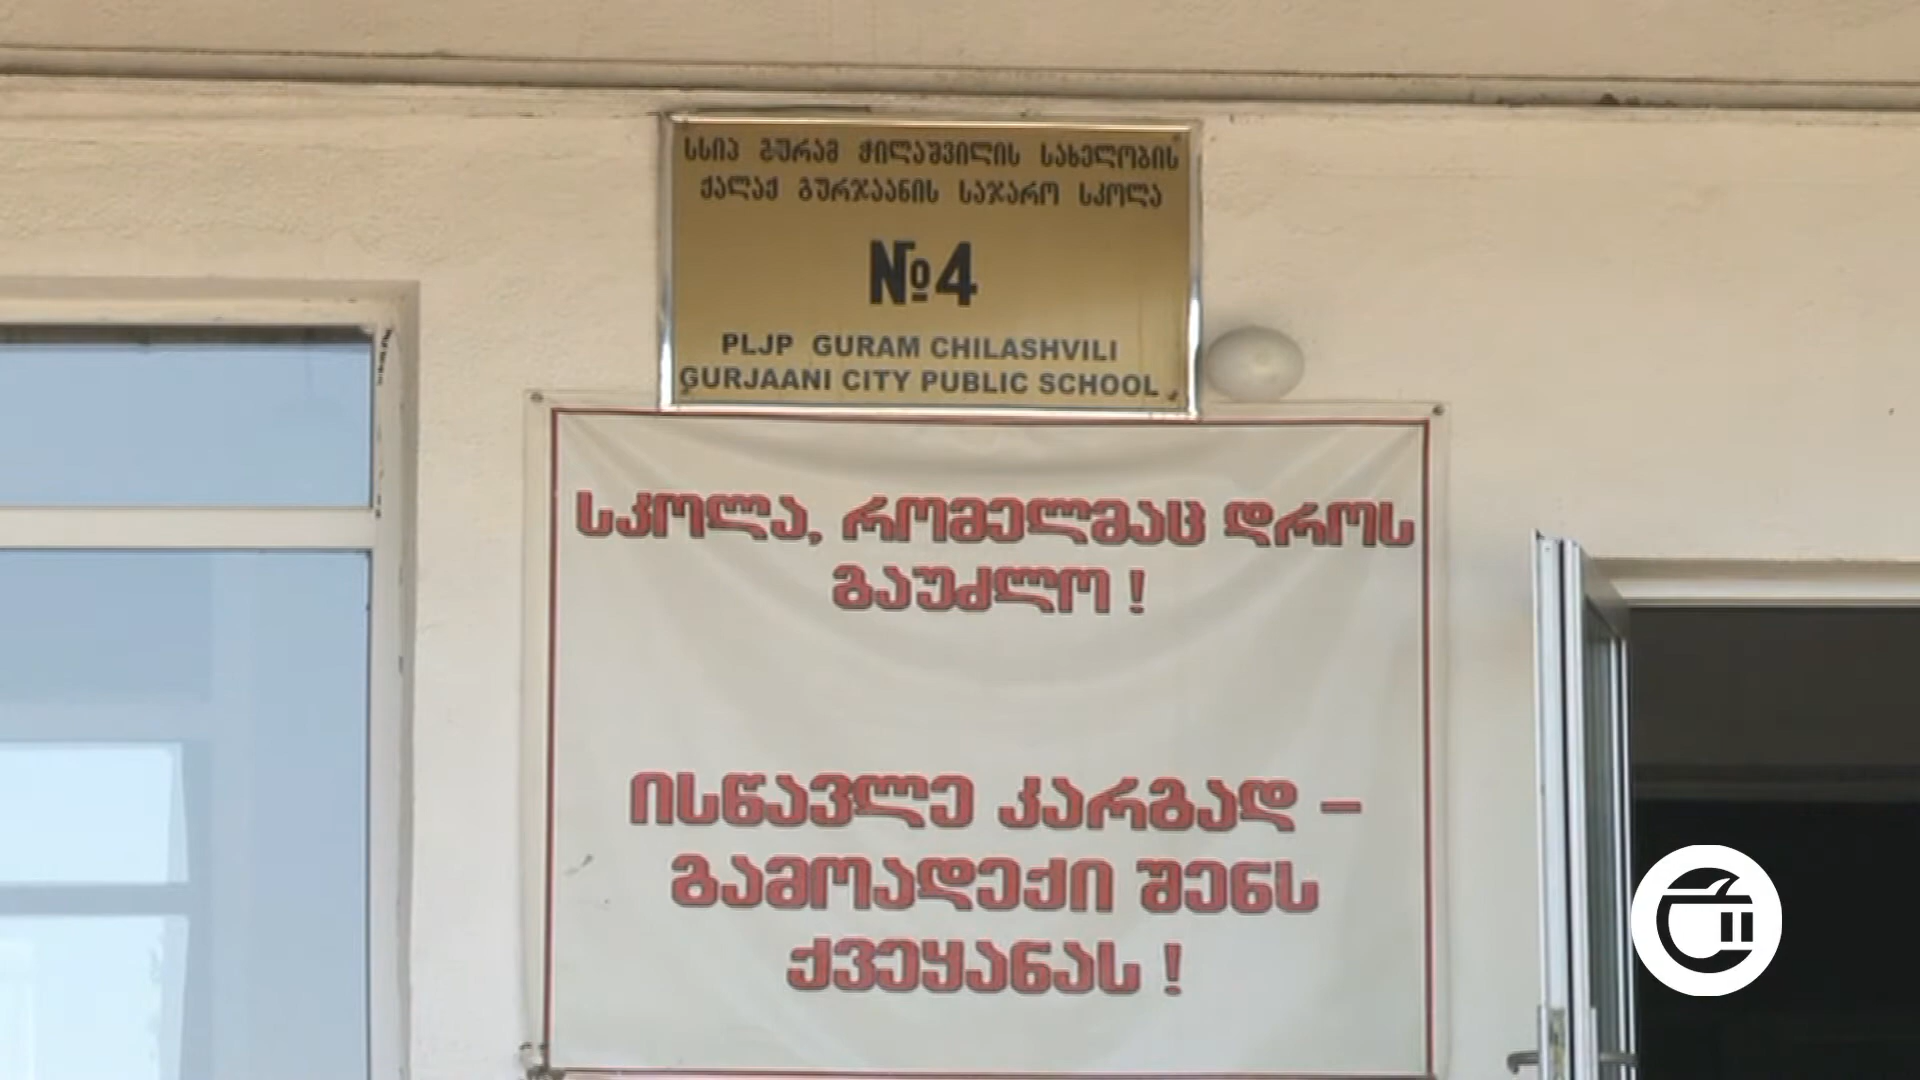 სსიპ გურამ ჭილაშვილის სახელობის
ქალაქ გურჯაანის საჯარო სკოლა
№4
PLJP GURAM CHILASHVILI
GURJAANI CITY PUBLIC SCHOOL
სკოლა, რომელმაც დროს
გაუძლო !
ისწავლე კარგად –
გამოადექი შენს
ქვეყანას !